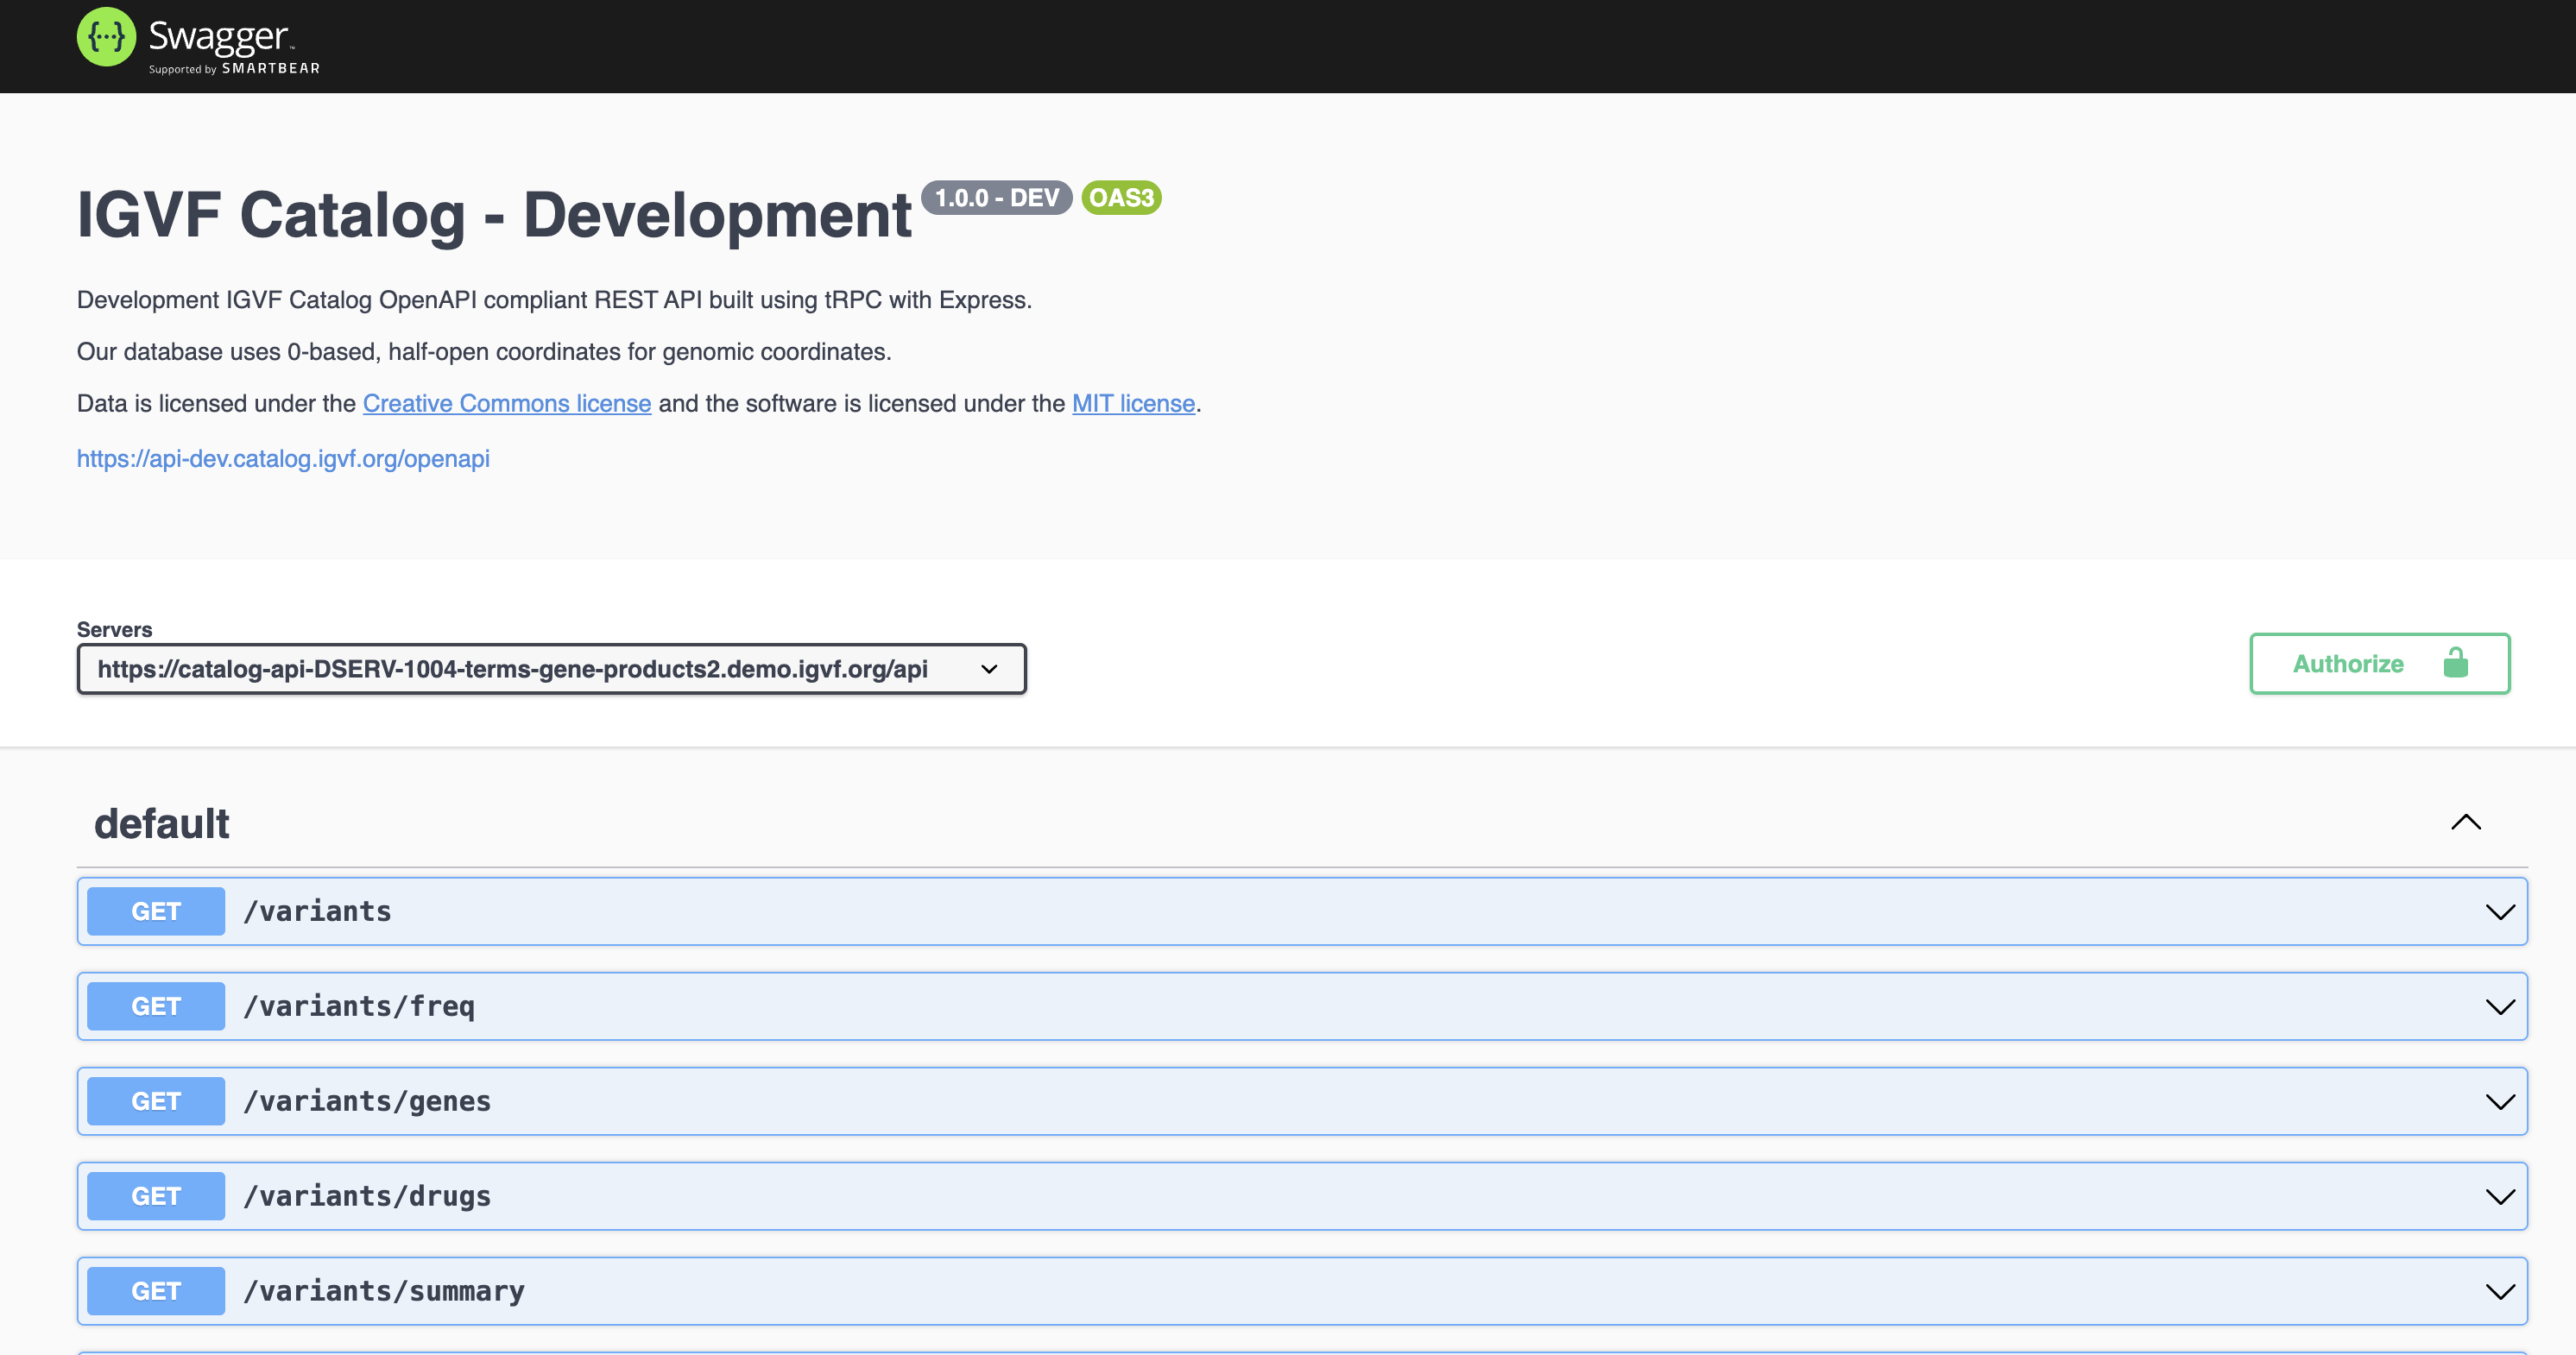 {...} Swagger™
Supported by SMARTBEAR
IGVF Catalog - Development 1.0.0 - DEV OAS3
Development IGVF Catalog OpenAPI compliant REST API built using tRPC with Express.
Our database uses 0-based, half-open coordinates for genomic coordinates.
Data is licensed under the Creative Commons license and the software is licensed under the MIT license.
https://api-dev.catalog.igvf.org/openapi
Servers
https://catalog-api-DSERV-1004-terms-gene-products2.demo.igvf.org/api
Authorize
default
GET /variants
GET /variants/freq
GET /variants/genes
GET /variants/drugs
GET /variants/summary